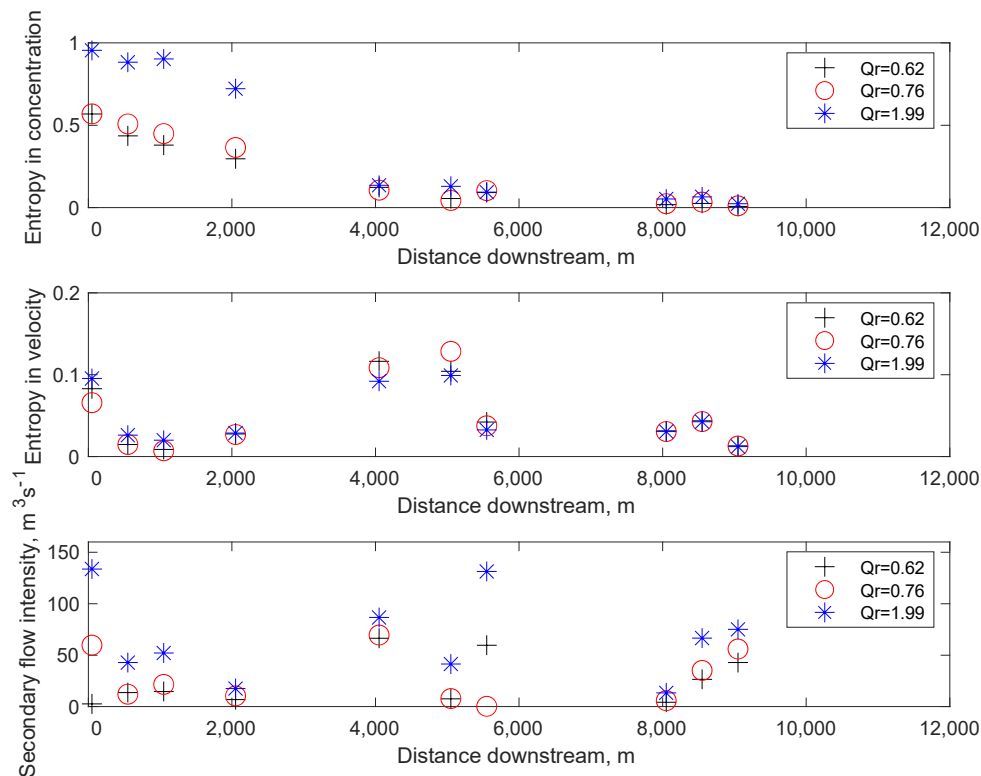 Entropy in concentration
1
0.5
0
Qr=0.62
Qr=0.76
Qr=1.99
0 2,000 4,000 6,000 8,000 10,000 12,000
Distance downstream, m
Entropy in velocity
0.2
0.1
0
Qr=0.62
Qr=0.76
Qr=1.99
0 2,000 4,000 6,000 8,000 10,000 12,000
Distance downstream, m
Secondary flow intensity, m³s⁻¹
150
100
50
0
Qr=0.62
Qr=0.76
Qr=1.99
0 2,000 4,000 6,000 8,000 10,000 12,000
Distance downstream, m